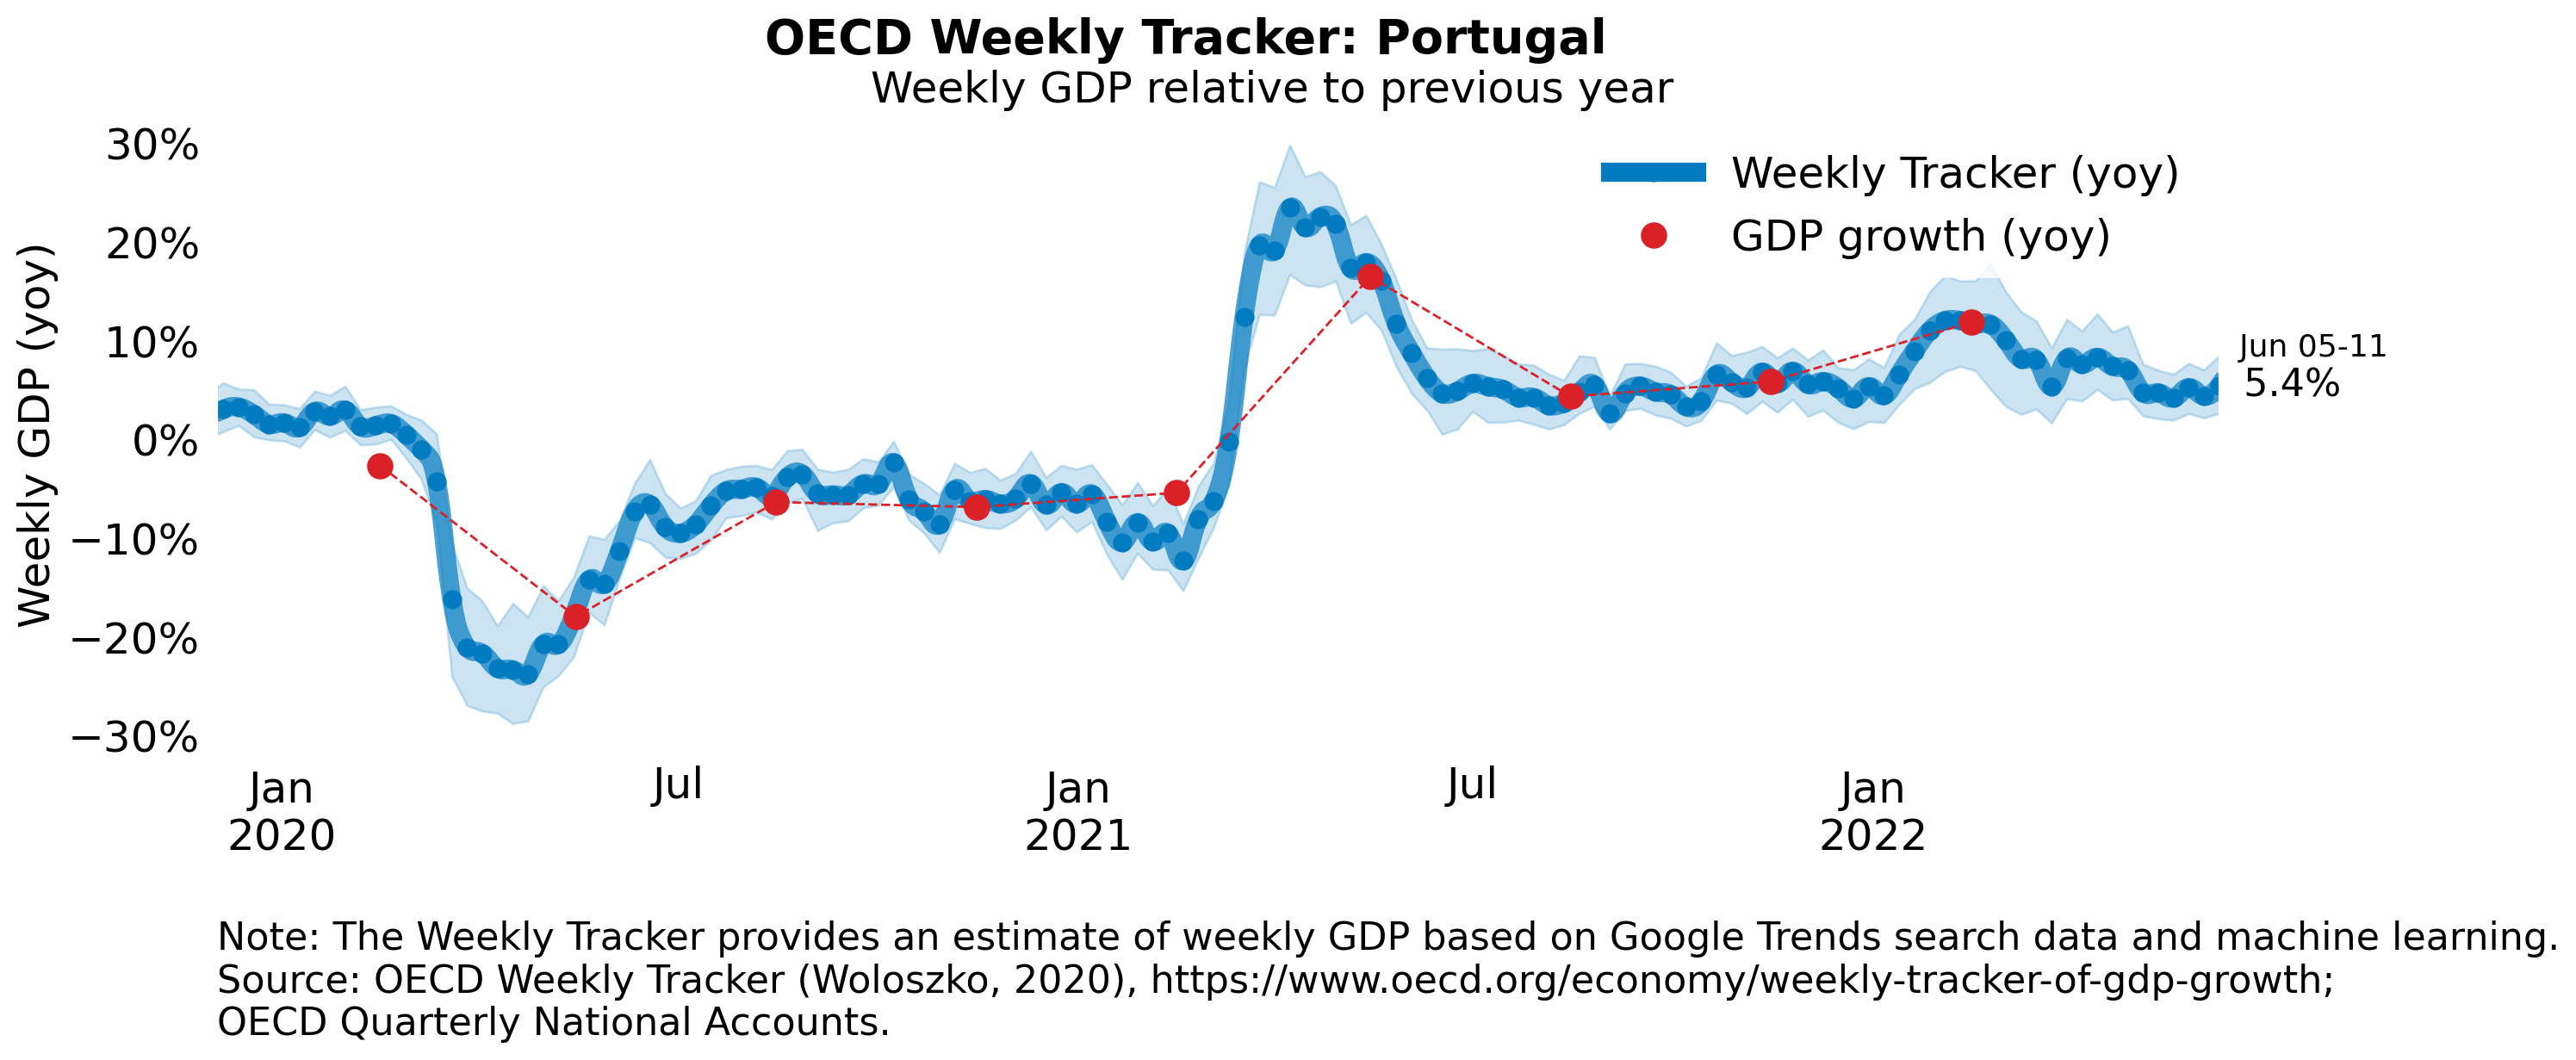 OECD Weekly Tracker: Portugal
Weekly GDP relative to previous year
Weekly GDP (yoy)
30%
20%
10%
0%
−10%
−20%
−30%
Weekly Tracker (yoy)
GDP growth (yoy)
Jun 05-11
5.4%
Jan
2020
Jul
Jan
2021
Jul
Jan
2022
Note: The Weekly Tracker provides an estimate of weekly GDP based on Google Trends search data and machine learning.
Source: OECD Weekly Tracker (Woloszko, 2020), https://www.oecd.org/economy/weekly-tracker-of-gdp-growth;
OECD Quarterly National Accounts.